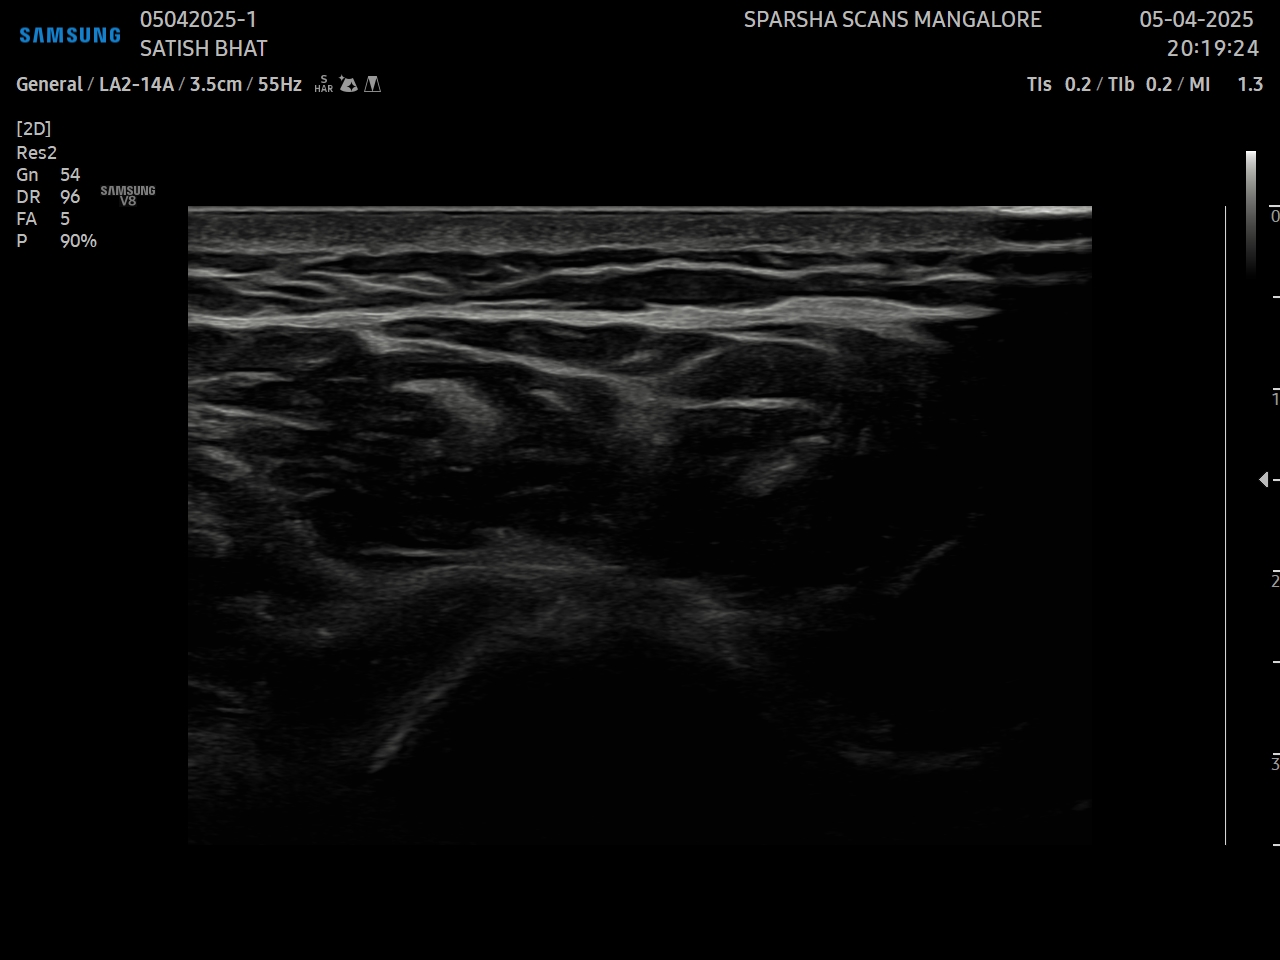 SAMSUNG
05042025-1
SATISH BHAT
SPARSHA SCANS MANGALORE
05-04-2025
20:19:24
General / LA2-14A / 3.5cm / 55Hz
S
HAR
TIs 0.2 / TIb 0.2 / MI 1.3
[2D]
Res2
Gn 54
DR 96
FA 5
P 90%
SAMSUNG
V8
0
1
2
3